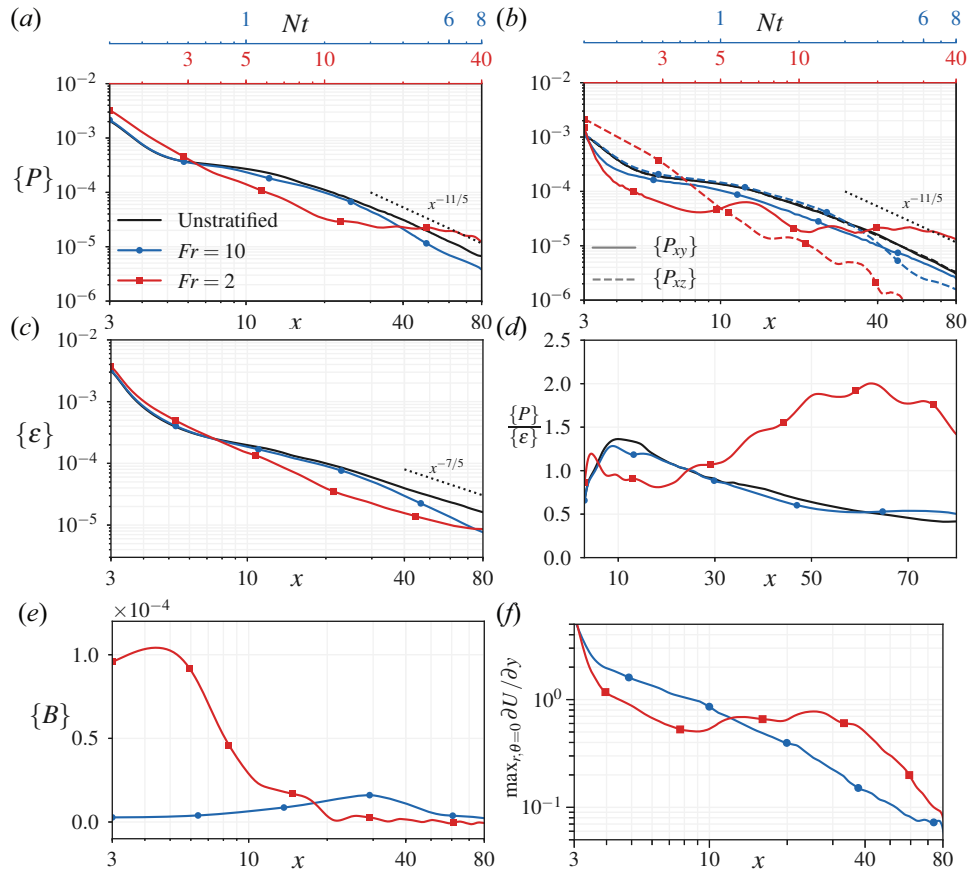 (a) Nt (b) Nt
1 6 8 1 6 8
3 5 10 40 3 5 10 40
10⁻² 10⁻²
10⁻³ 10⁻³
{P} 10⁻⁴ x⁻¹¹/⁵ 10⁻⁴ x⁻¹¹/⁵
Unstratified
Fr = 10 {Pxy}
10⁻⁵ 10⁻⁵
Fr = 2 {Pxz}
10⁻⁶ 10⁻⁶
3 10 x 40 80 3 10 x 40 80
(c) (d)
10⁻² 2.5
10⁻³ 2.0
{ε} {P}/{ε} 1.5
10⁻⁴ x⁻⁷/⁵ 1.0
10⁻⁵ 0.5
0.0
3 10 x 40 80 10 30 x 50 70
(e) ×10⁻⁴ (f)
1.0
{B} 0.5 max r,θ=0 ∂U/∂y 10⁰
0.0 10⁻¹
3 10 x 40 80 3 10 x 40 80